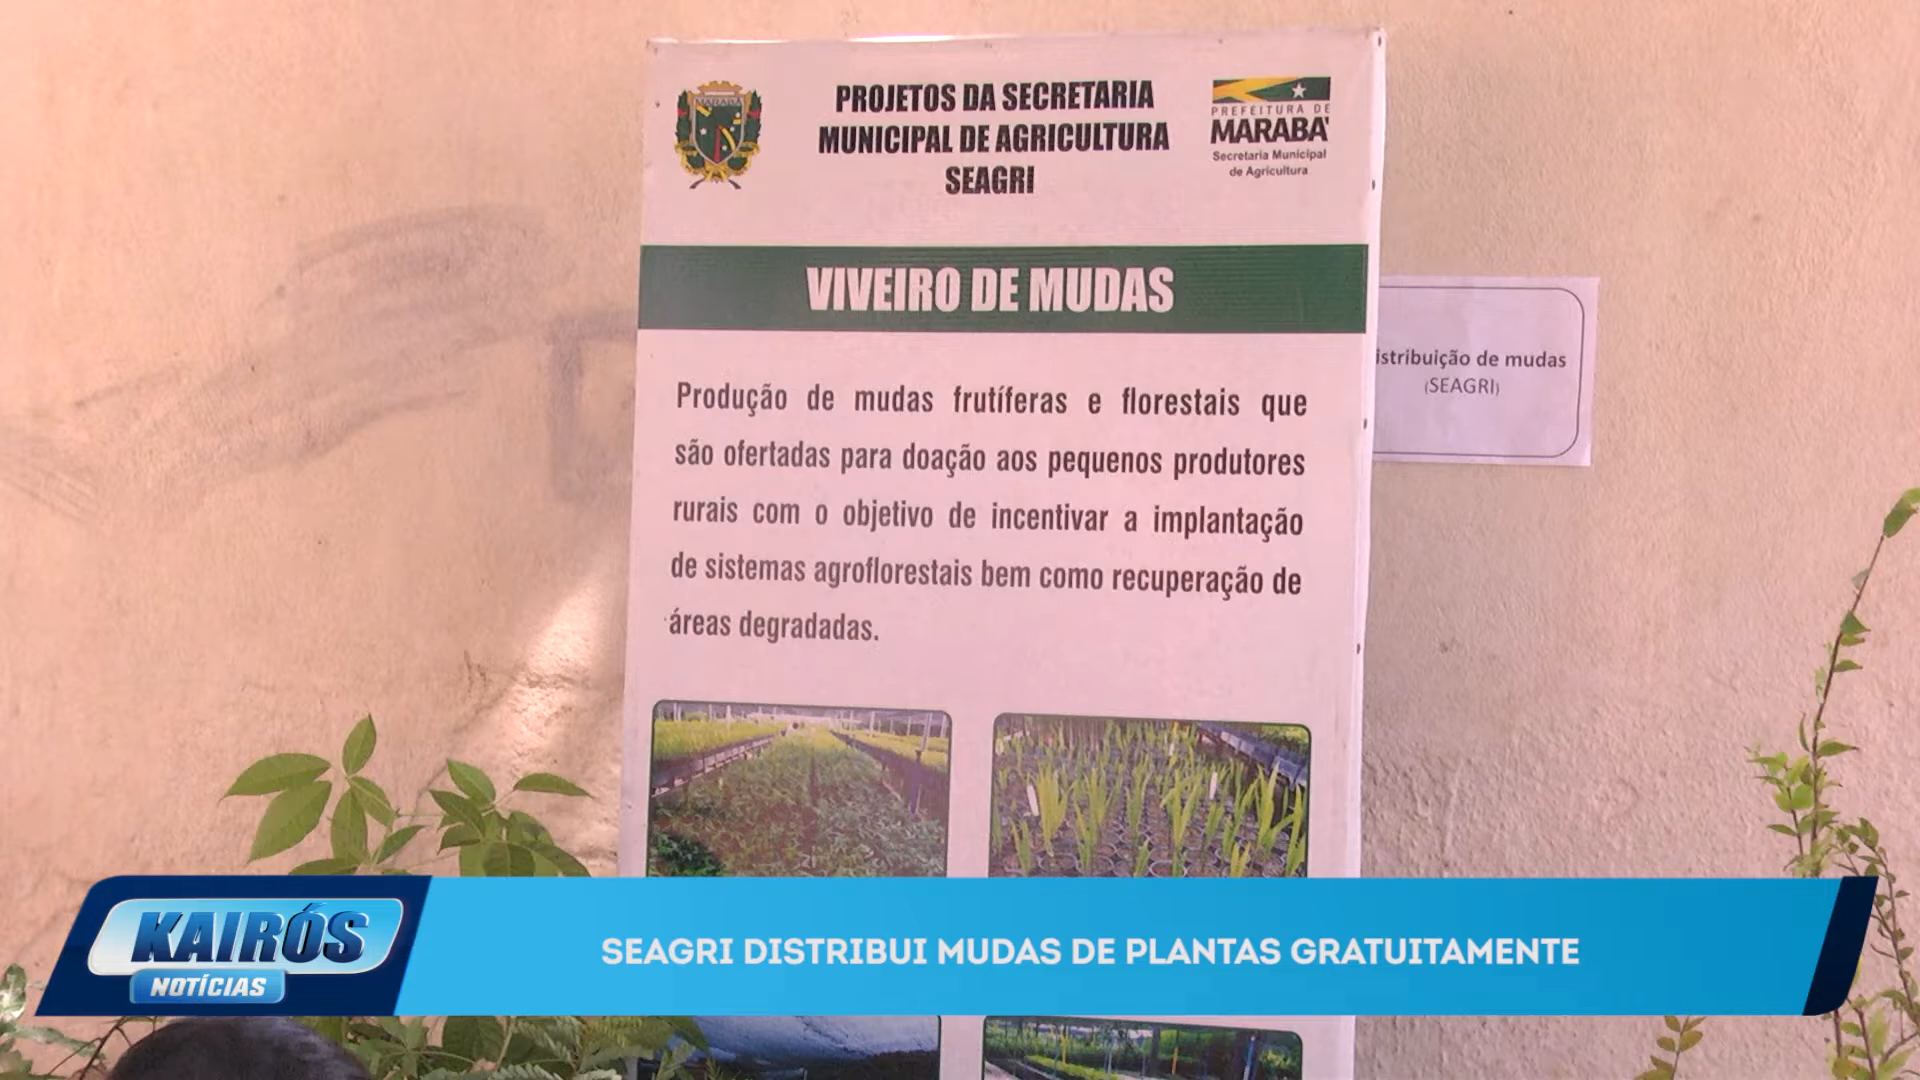 MARABÁ
PROJETOS DA SECRETARIA
MUNICIPAL DE AGRICULTURA
SEAGRI
PREFEITURA DE
MARABA'
Secretaria Municipal
de Agricultura
VIVEIRO DE MUDAS
istribuição de mudas
(SEAGRI)
Produção de mudas frutíferas e florestais que
são ofertadas para doação aos pequenos produtores
rurais com o objetivo de incentivar a implantação
de sistemas agroflorestais bem como recuperação de
áreas degradadas.
KAIRÓS
NOTÍCIAS
SEAGRI DISTRIBUI MUDAS DE PLANTAS GRATUITAMENTE